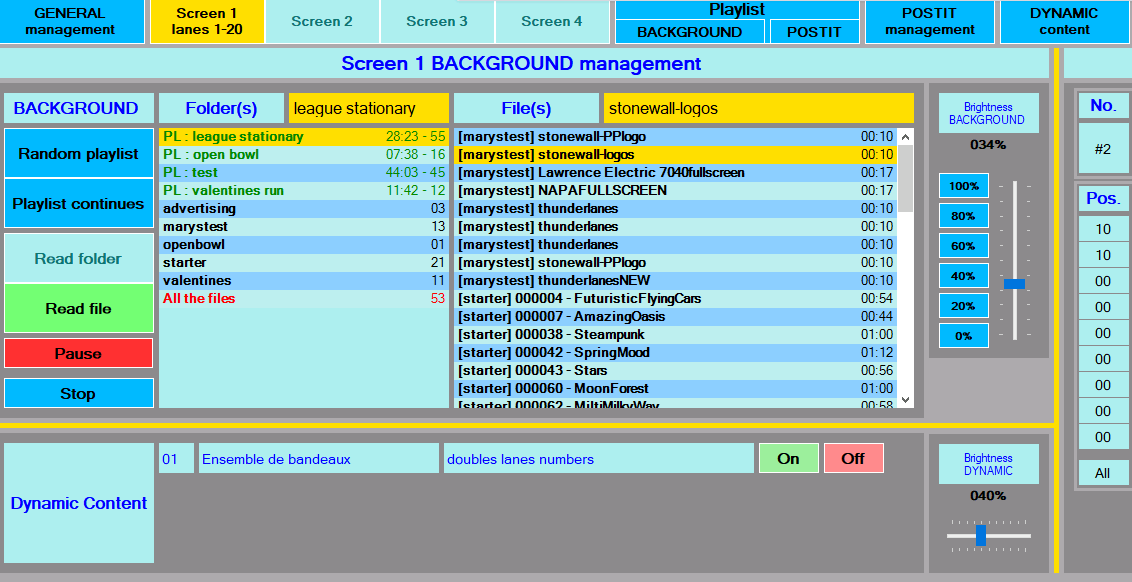 GENERAL management
Screen 1 lanes 1-20
Screen 2
Screen 3
Screen 4
Playlist
BACKGROUND
POSTIT
POSTIT management
DYNAMIC content
Screen 1 BACKGROUND management
BACKGROUND
Folder(s)
league stationary
File(s)
stonewall-logos
Random playlist
Playlist continues
Read folder
Read file
Pause
Stop
PL : league stationary 28:23 - 55
PL : open bowl 07:38 - 16
PL : test 44:03 - 45
PL : valentines run 11:42 - 12
advertising 03
marystest 13
openbowl 01
starter 21
valentines 11
All the files 53
[marystest] stonewall-PPlogo 00:10
[marystest] stonewall-logos 00:10
[marystest] Lawrence Electric 7040fullscreen 00:17
[marystest] NAPAFULLSCREEN 00:17
[marystest] thunderlanes 00:10
[marystest] thunderlanes 00:10
[marystest] thunderlanes 00:10
[marystest] stonewall-PPlogo 00:10
[marystest] thunderlanesNEW 00:10
[starter] 000004 - FuturisticFlyingCars 00:54
[starter] 000007 - AmazingOasis 00:44
[starter] 000038 - Steampunk 01:00
[starter] 000042 - SpringMood 01:12
[starter] 000043 - Stars 00:56
[starter] 000060 - MoonForest 01:00
[starter] 000062 - MiltiMilkyWay 00:58
Brightness
BACKGROUND
034%
100%
80%
60%
40%
20%
0%
No.
#2
Pos.
10
10
00
00
00
00
00
00
00
All
Dynamic Content
01
Ensemble de bandeaux
doubles lanes numbers
On
Off
Brightness
DYNAMIC
040%